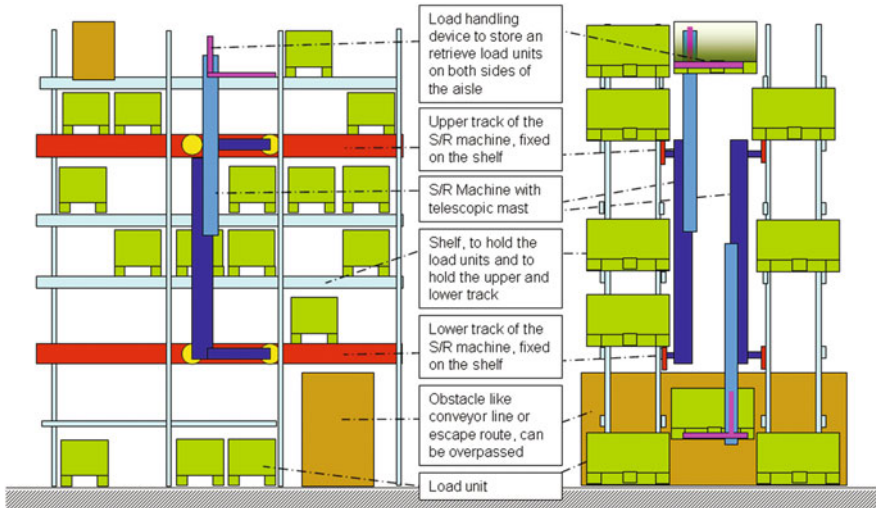 Load handling
device to store an
retrieve load units
on both sides of
the aisle
Upper track of the
S/R machine, fixed
on the shelf
S/R Machine with
telescopic mast
Shelf, to hold the
load units and to
hold the upper and
lower track
Lower track of the
S/R machine, fixed
on the shelf
Obstacle like
conveyor line or
escape route, can
be overpassed
Load unit